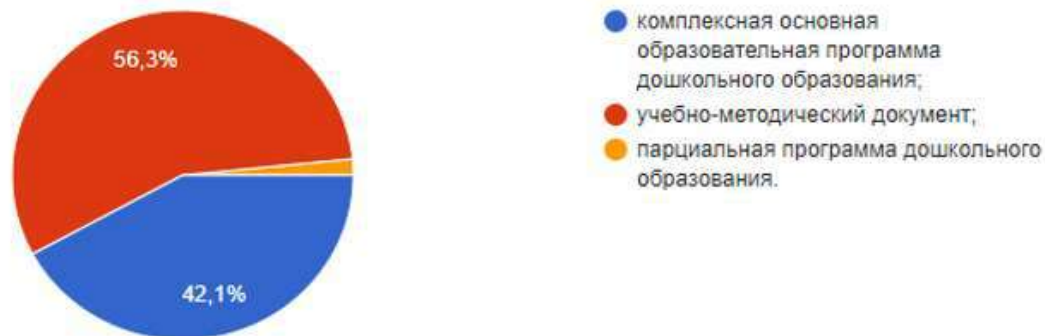 56,3%
42,1%
комплексная основная
образовательная программа
дошкольного образования;
учебно-методический документ;
парциальная программа дошкольного
образования.